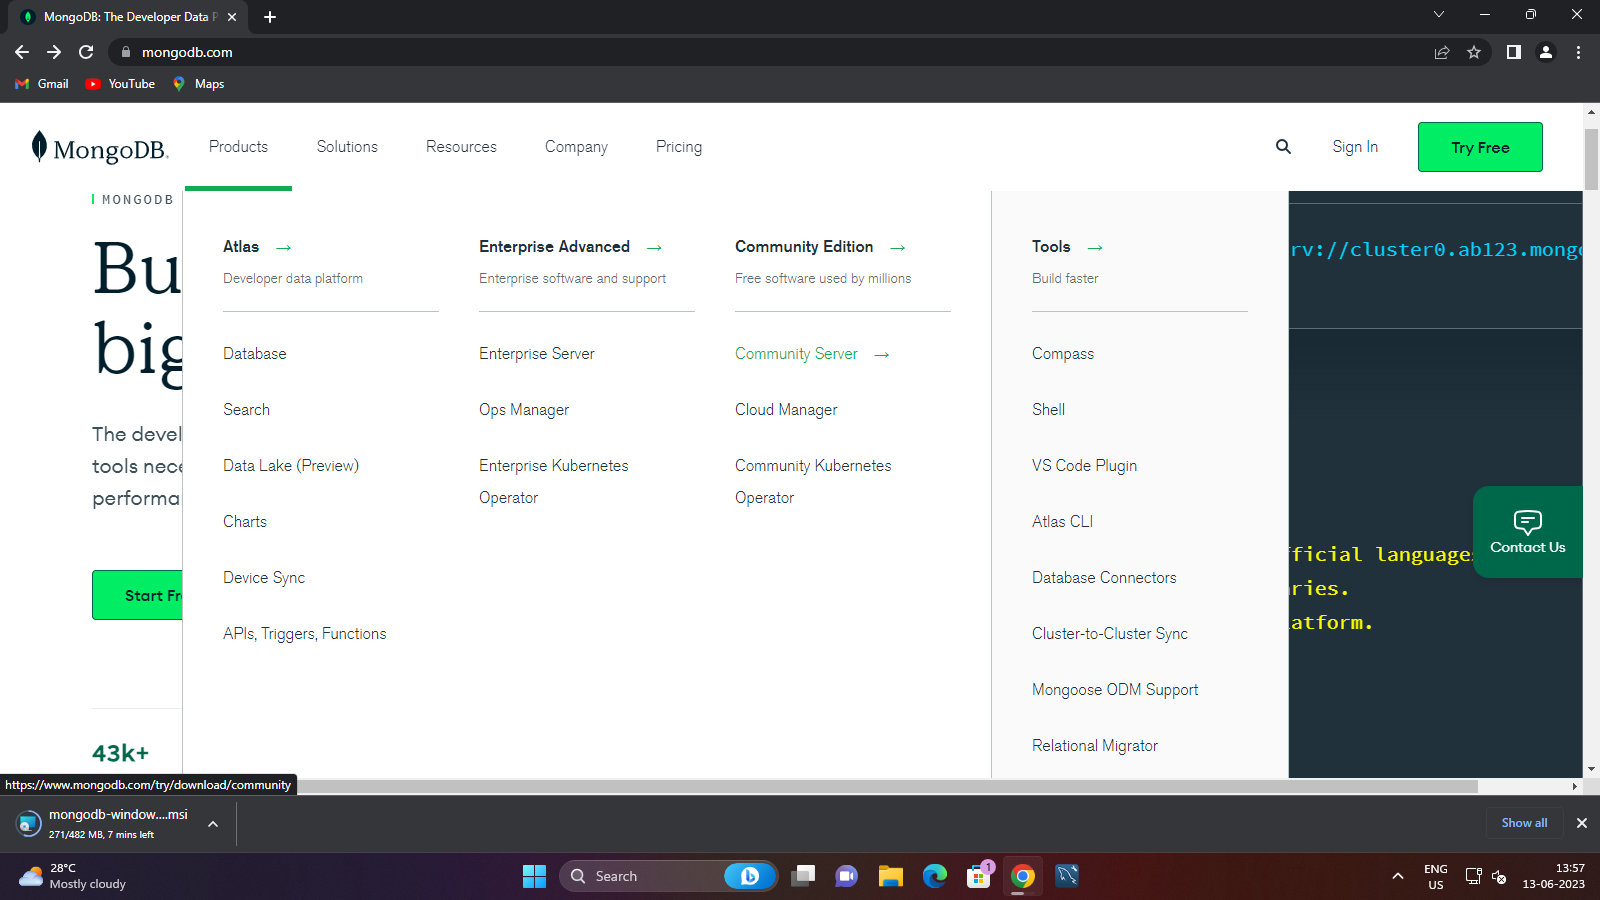 MongoDB: The Developer Data P
mongodb.com
Gmail YouTube Maps
MongoDB.
Products Solutions Resources Company Pricing
Sign In
Try Free
MONGODB
Bu
big
The devel
tools nece
performa
Start Fr
43k+
Atlas →
Developer data platform
Database
Search
Data Lake (Preview)
Charts
Device Sync
APIs, Triggers, Functions
Enterprise Advanced →
Enterprise software and support
Enterprise Server
Ops Manager
Enterprise Kubernetes
Operator
Community Edition →
Free software used by millions
Community Server →
Cloud Manager
Community Kubernetes
Operator
Tools →
Build faster
Compass
Shell
VS Code Plugin
Atlas CLI
Database Connectors
Cluster-to-Cluster Sync
Mongoose ODM Support
Relational Migrator
rv://cluster0.ab123.mongo
fficial languages
ries.
latform.
Contact Us
https://www.mongodb.com/try/download/community
mongodb-window....msi
271/482 MB, 7 mins left
Show all
28°C
Mostly cloudy
Search
1
ENG
US
13:57
13-06-2023